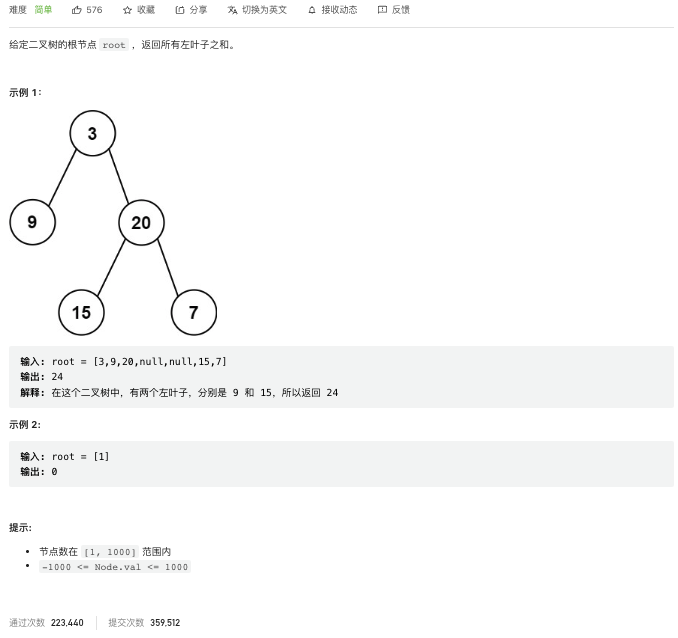 难度 简单 576 收藏 分享 切换为英文 接收动态 反馈
给定二叉树的根节点 root ，返回所有左叶子之和。
示例 1：
3
9 20
15 7
输入: root = [3,9,20,null,null,15,7]
输出: 24
解释: 在这个二叉树中，有两个左叶子，分别是 9 和 15，所以返回 24
示例 2:
输入: root = [1]
输出: 0
提示:
• 节点数在 [1, 1000] 范围内
• -1000 <= Node.val <= 1000
通过次数 223,440 提交次数 359,512